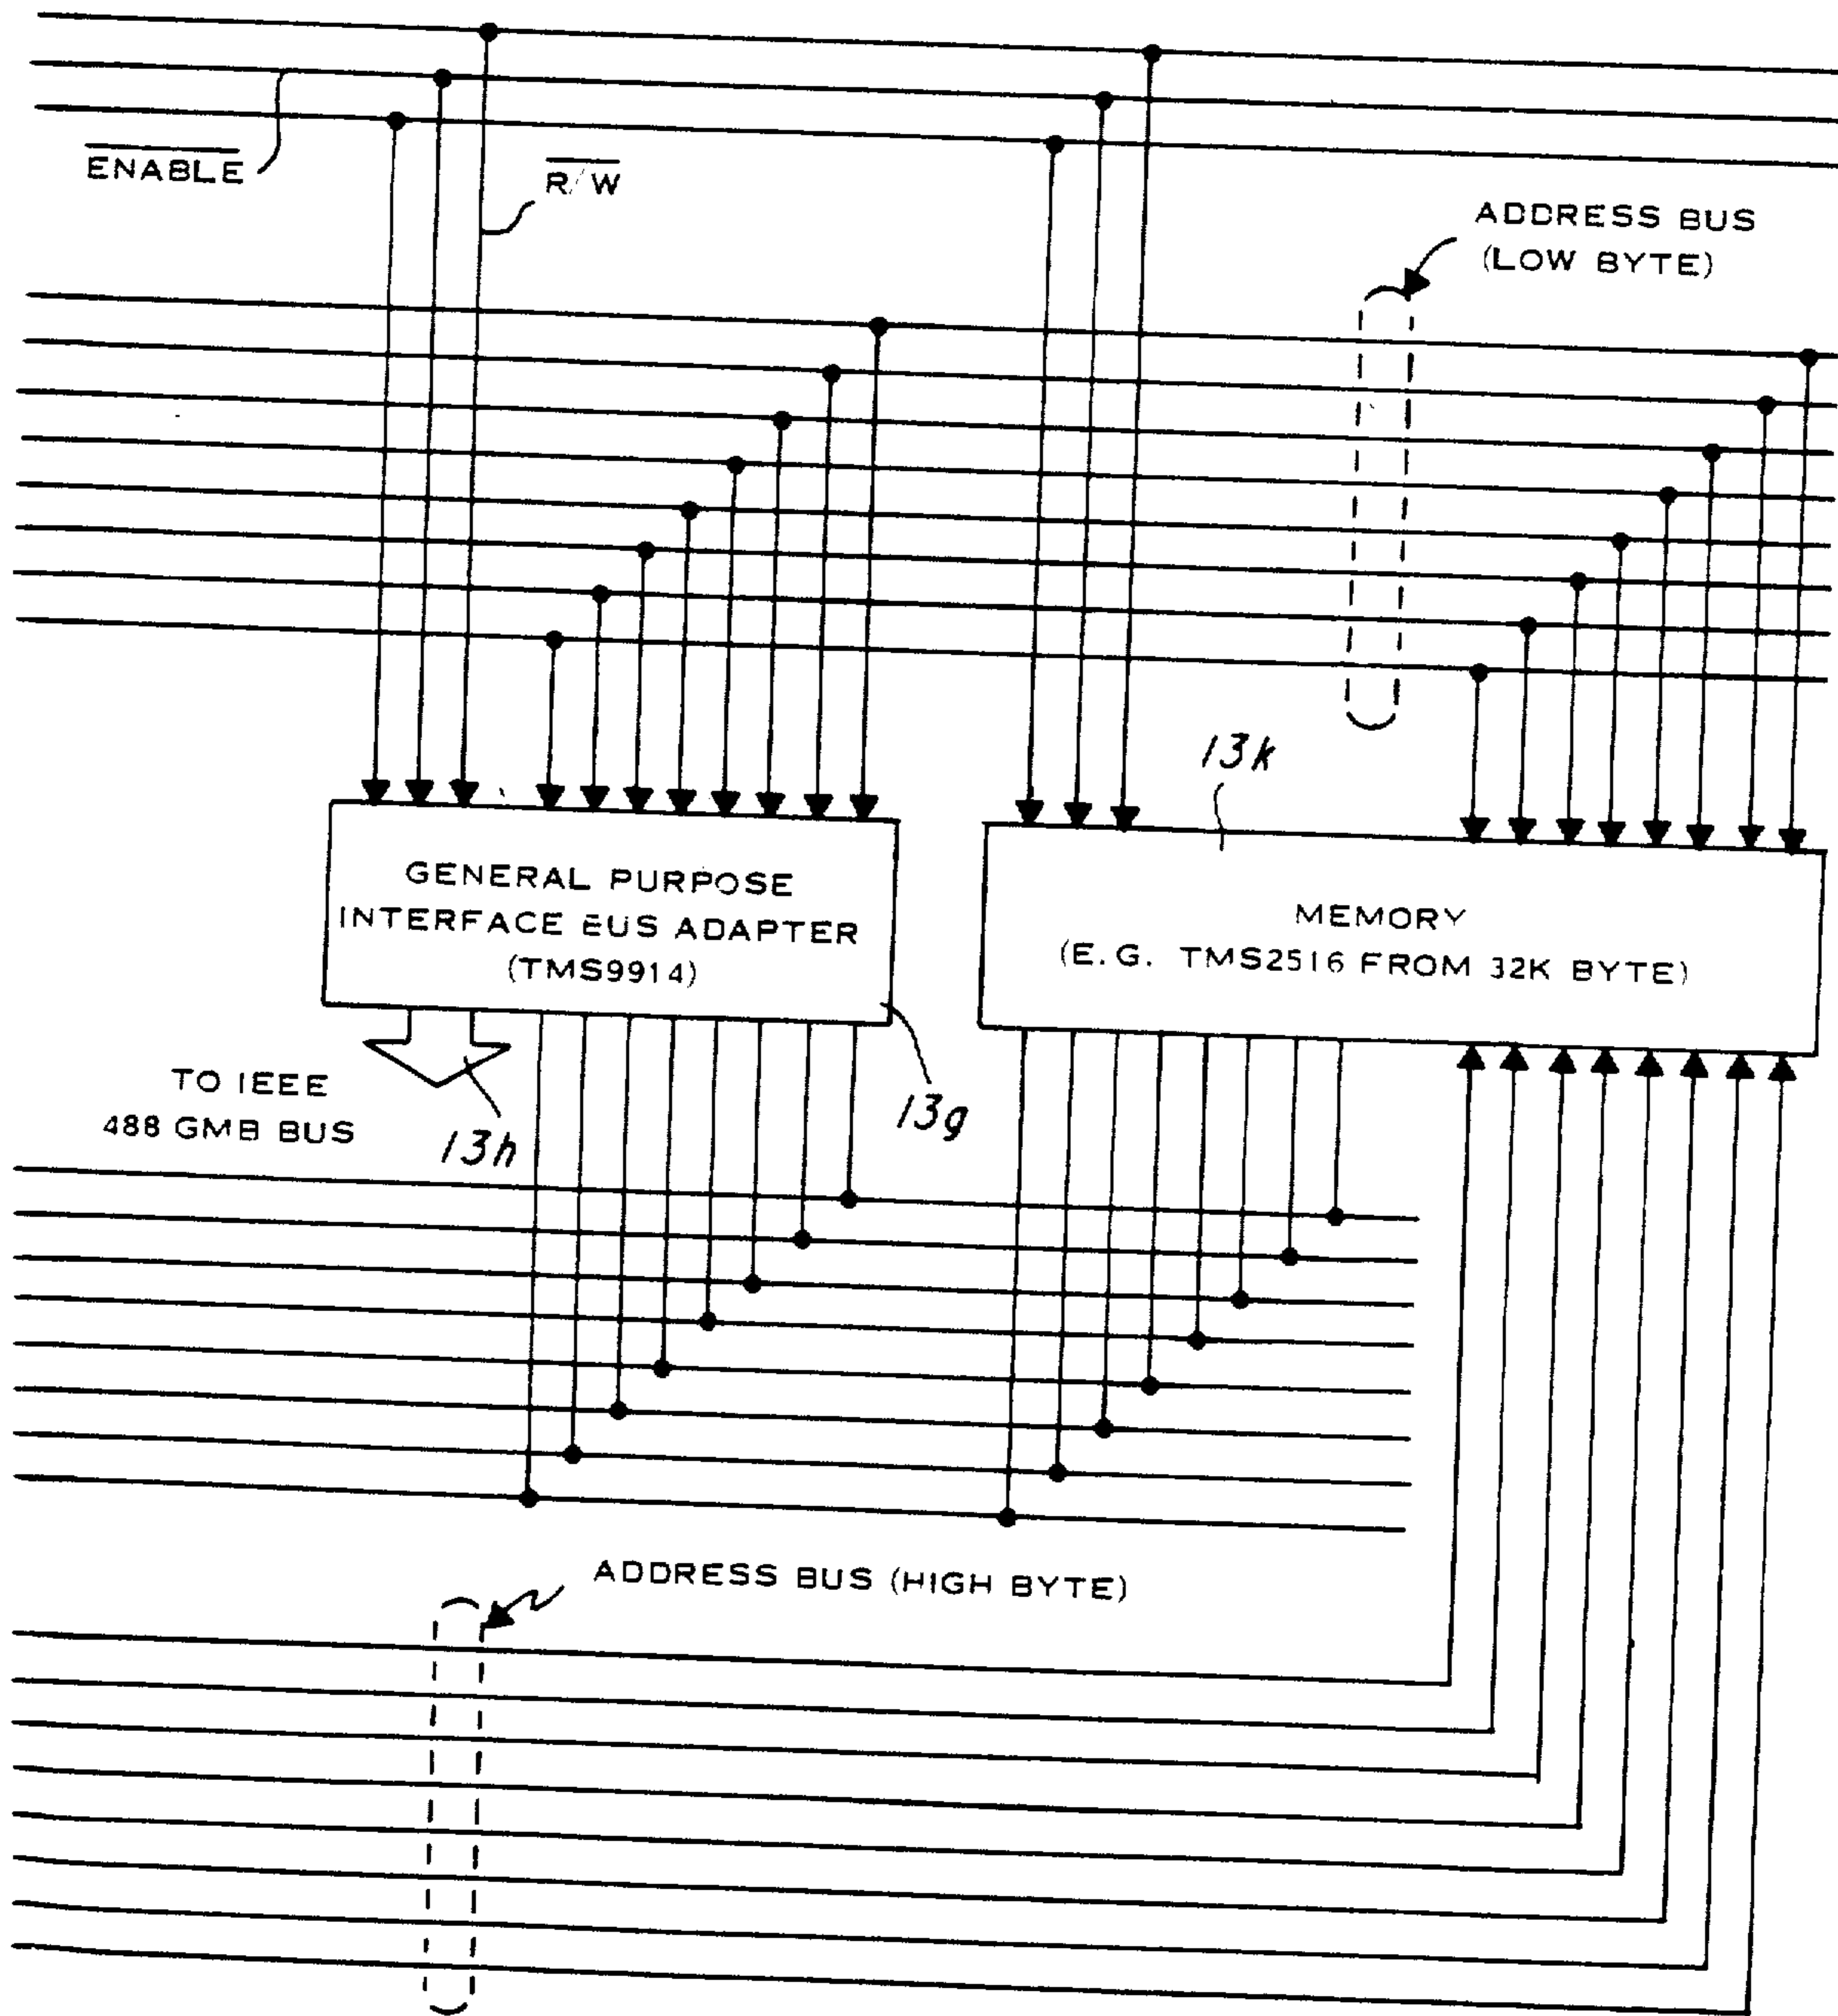 ENABLE
R/W
ADDRESS BUS
(LOW BYTE)
13k
GENERAL PURPOSE
INTERFACE BUS ADAPTER
(TMS9914)
MEMORY
(E.G. TMS2516 FROM 32K BYTE)
TO IEEE
488 GMB BUS
13h
13g
ADDRESS BUS (HIGH BYTE)